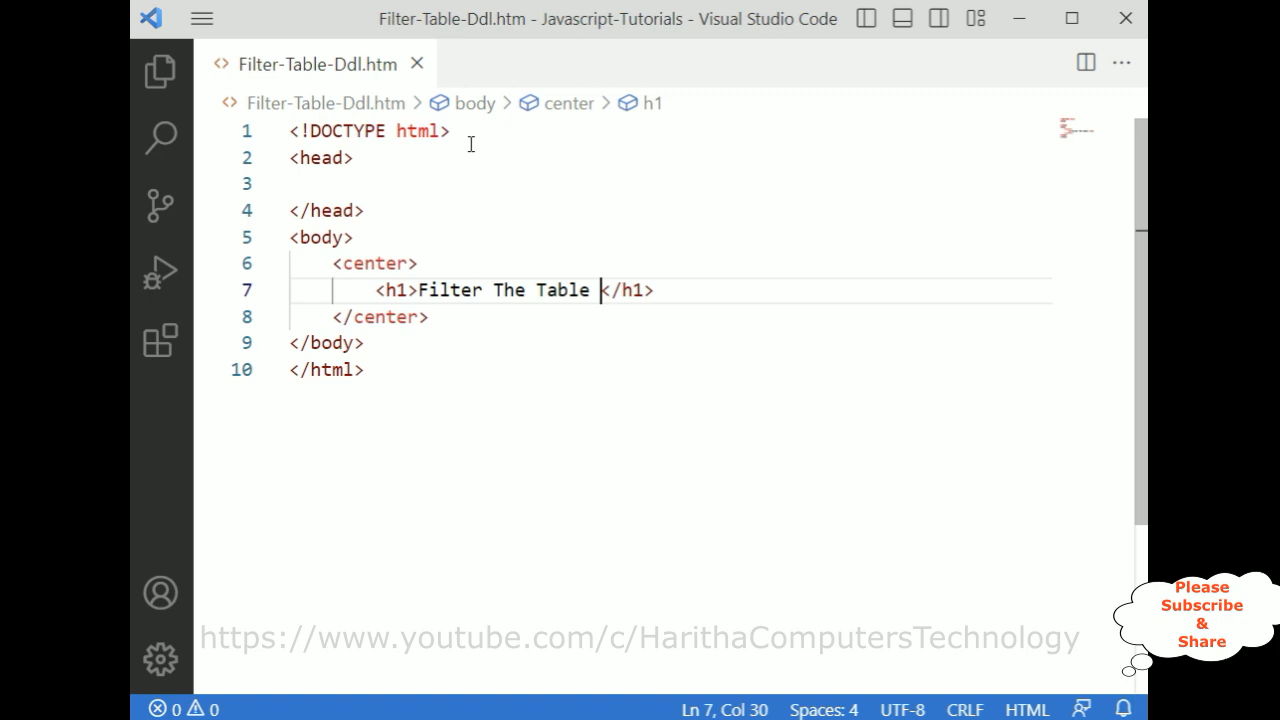 Filter-Table-Ddl.htm - Javascript-Tutorials - Visual Studio Code
Filter-Table-Ddl.htm
Filter-Table-Ddl.htm > body > center > h1
1 <!DOCTYPE html>
2 <head>
3
4 </head>
5 <body>
6 <center>
7 <h1>Filter The Table </h1>
8 </center>
9 </body>
10 </html>
Please
Subscribe
&
Share
https://www.youtube.com/c/HarithaComputersTechnology
0 0 Ln 7, Col 30 Spaces: 4 UTF-8 CRLF HTML